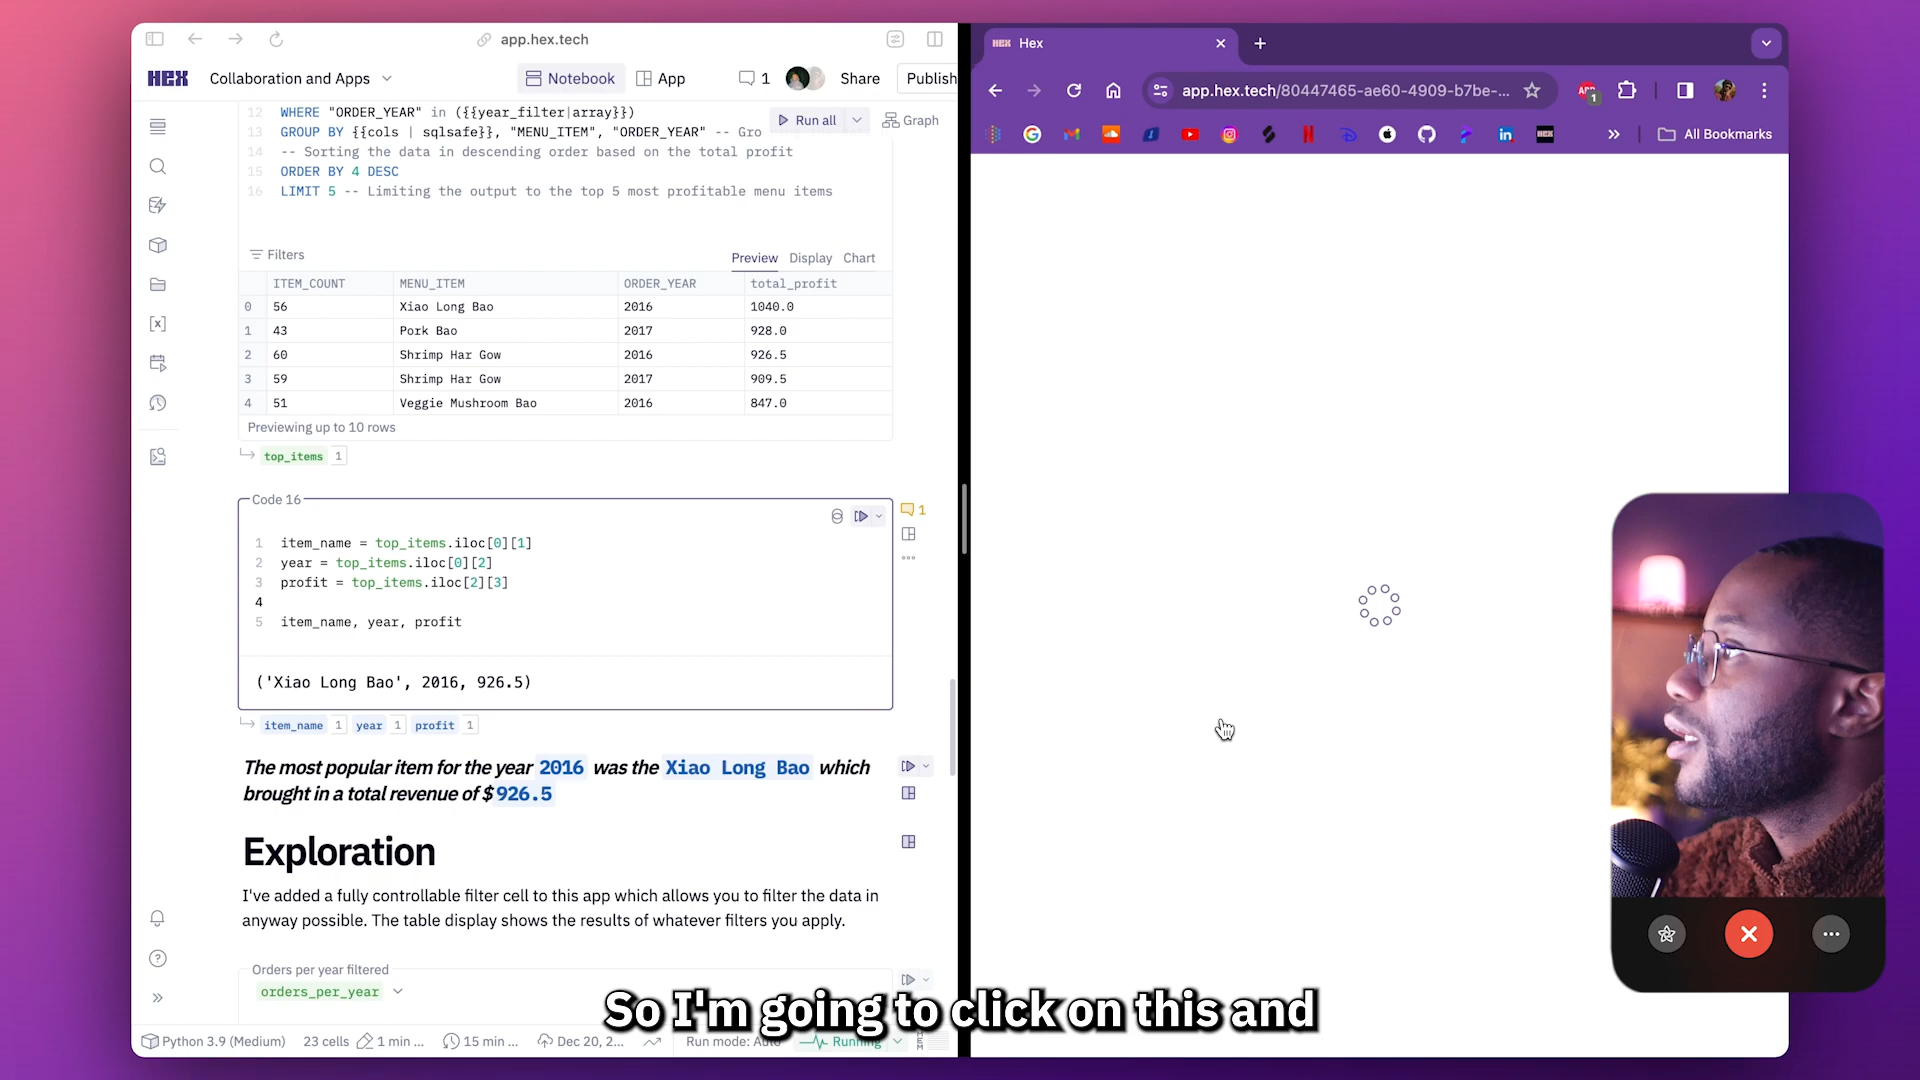 app.hex.tech
HEX Collaboration and Apps Notebook App 1 Share Publish
12 WHERE "ORDER_YEAR" in ({{year_filter|array}})
13 GROUP BY {{cols | sqlsafe}}, "MENU_ITEM", "ORDER_YEAR" -- Gro
Run all Graph
14 -- Sorting the data in descending order based on the total profit
15 ORDER BY 4 DESC
16 LIMIT 5 -- Limiting the output to the top 5 most profitable menu items
Filters
Preview Display Chart
ITEM_COUNT MENU_ITEM ORDER_YEAR total_profit
0 56 Xiao Long Bao 2016 1040.0
1 43 Pork Bao 2017 928.0
2 60 Shrimp Har Gow 2016 926.5
3 59 Shrimp Har Gow 2017 909.5
4 51 Veggie Mushroom Bao 2016 847.0
Previewing up to 10 rows
top_items 1
Code 16
1
1 item_name = top_items.iloc[0][1]
2 year = top_items.iloc[0][2]
3 profit = top_items.iloc[2][3]
4
5 item_name, year, profit
('Xiao Long Bao', 2016, 926.5)
item_name 1 year 1 profit 1
The most popular item for the year 2016 was the Xiao Long Bao which
brought in a total revenue of $926.5
Exploration
I've added a fully controllable filter cell to this app which allows you to filter the data in
anyway possible. The table display shows the results of whatever filters you apply.
Orders per year filtered
orders_per_year
Python 3.9 (Medium) 23 cells 1 min ... 15 min ... Dec 20, 2... Run mode: Auto Running
HEX Hex
app.hex.tech/80447465-ae60-4909-b7be-...
1
All Bookmarks
So I'm going to click on this and